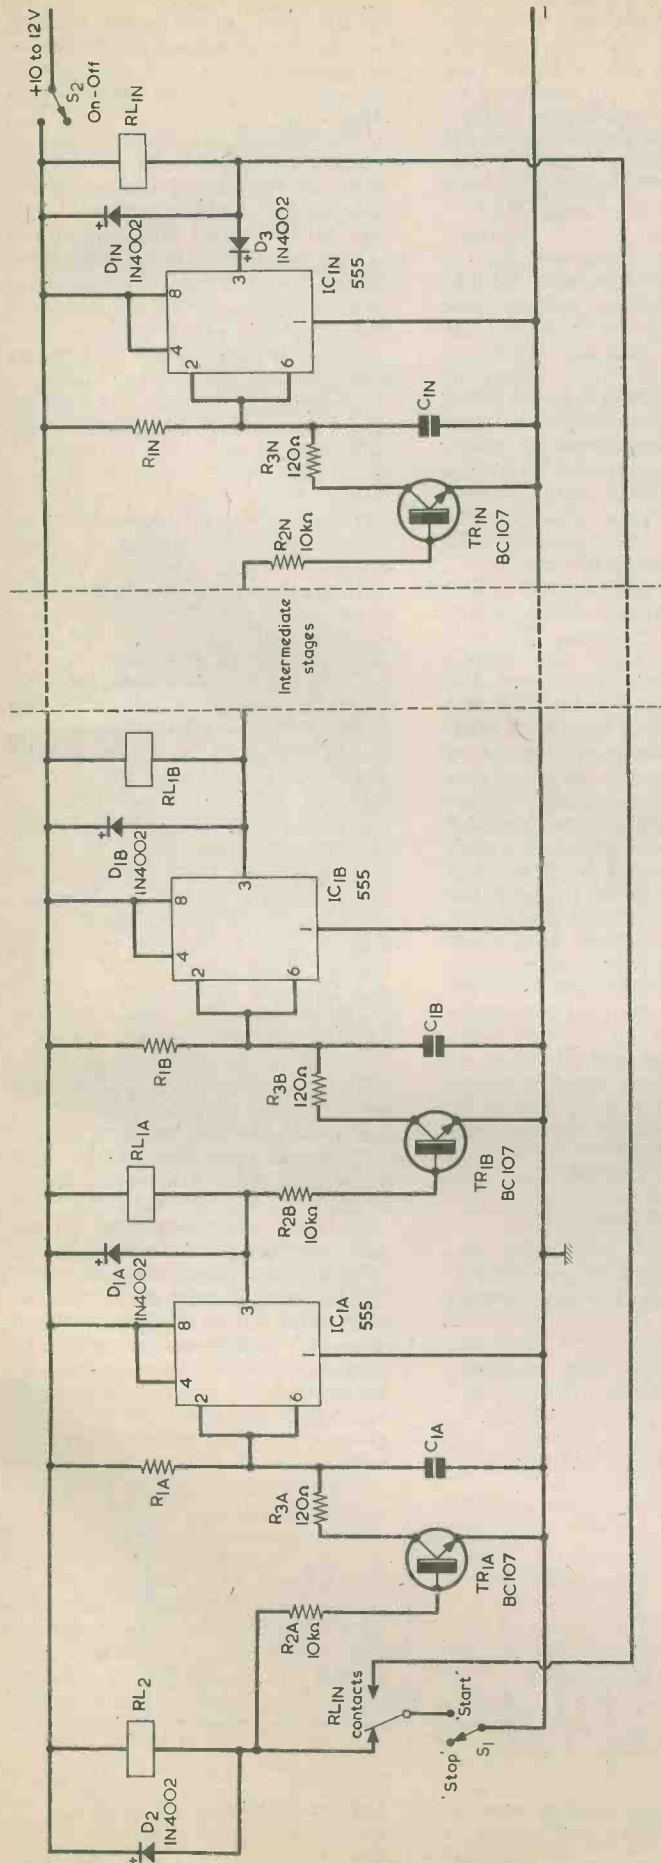 D2
1N4002
RL2
R2A
10kΩ
RL1N
contacts
'Stop'
'Start'
S1
TR1A
BC107
R3A
120Ω
R1A
C1A
4
8
2
6
3
1
IC1A
555
D1A
1N4002
RL1A
R2B
10kΩ
TR1B
BC107
R3B
120Ω
R1B
C1B
4
8
2
6
3
1
IC1B
555
D1B
1N4002
RL1B
Intermediate
stages
R2N
10kΩ
TR1N
BC107
R3N
120Ω
R1N
C1N
4
8
2
6
3
1
IC1N
555
D1N
1N4002
D3
1N4002
RL1N
+10 to 12V
S2
On-Off